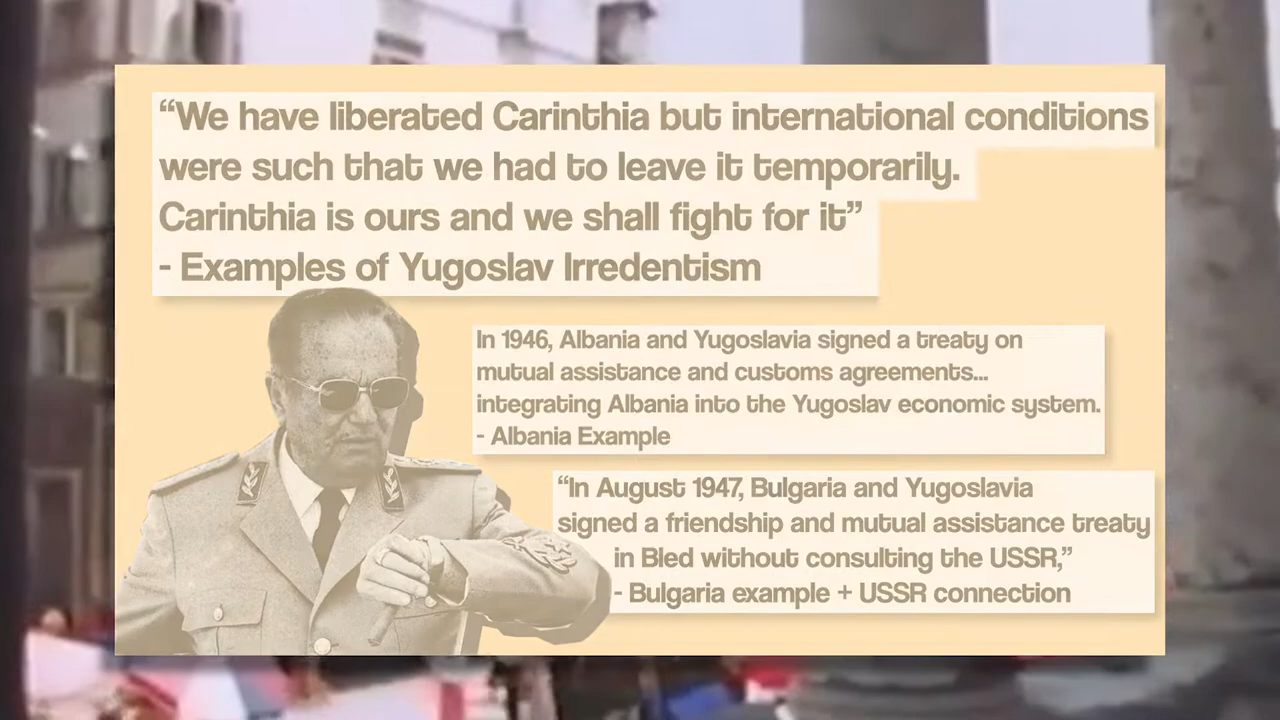 “We have liberated Carinthia but international conditions
were such that we had to leave it temporarily.
Carinthia is ours and we shall fight for it”
- Examples of Yugoslav Irredentism
In 1946, Albania and Yugoslavia signed a treaty on
mutual assistance and customs agreements...
integrating Albania into the Yugoslav economic system.
- Albania Example
“In August 1947, Bulgaria and Yugoslavia
signed a friendship and mutual assistance treaty
in Bled without consulting the USSR,”
- Bulgaria example + USSR connection